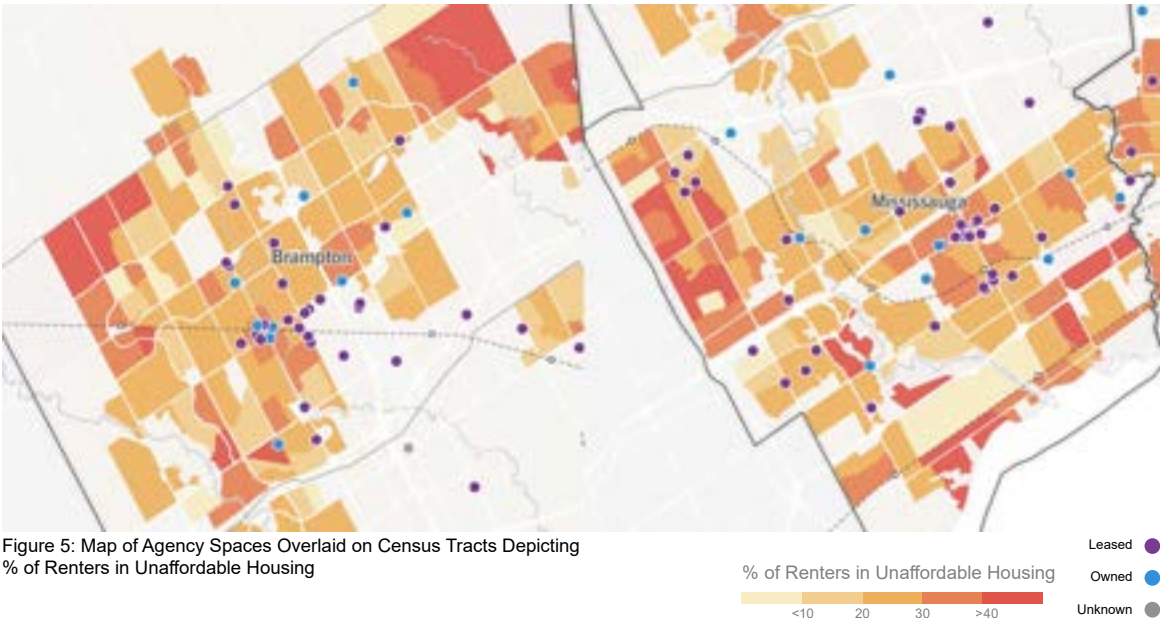 Mississauga
Brampton
Figure 5: Map of Agency Spaces Overlaid on Census Tracts Depicting
% of Renters in Unaffordable Housing
% of Renters in Unaffordable Housing
<10 20 30 >40
Leased
Owned
Unknown